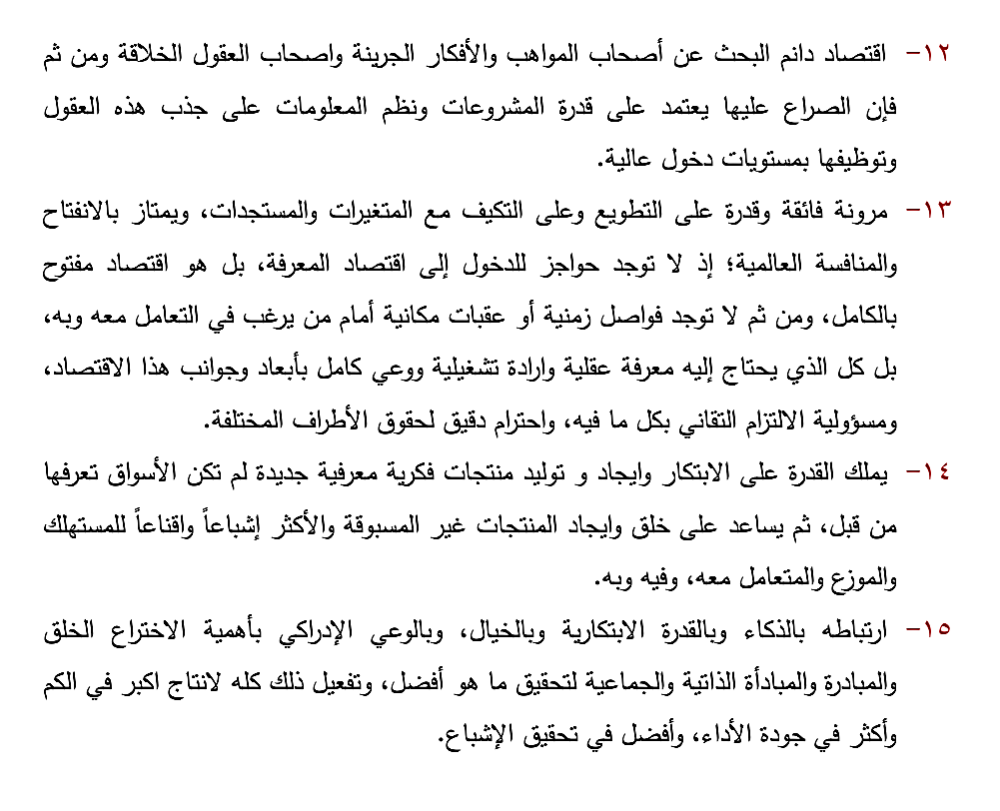 ١٢- اقتصاد دائم البحث عن أصحاب المواهب والأفكار الجريئة واصحاب العقول الخلاقة ومن ثم
فإن الصراع عليها يعتمد على قدرة المشروعات ونظم المعلومات على جذب هذه العقول
وتوظيفها بمستويات دخول عالية.
١٣- مرونة فائقة وقدرة على التطويع وعلى التكيف مع المتغيرات والمستجدات، ويمتاز بالانفتاح
والمنافسة العالمية؛ إذ لا توجد حواجز للدخول إلى اقتصاد المعرفة، بل هو اقتصاد مفتوح
بالكامل، ومن ثم لا توجد فواصل زمنية أو عقبات مكانية أمام من يرغب في التعامل معه وبه،
بل كل الذي يحتاج إليه معرفة عقلية وارادة تشغيلية ووعي كامل بأبعاد وجوانب هذا الاقتصاد،
ومسؤولية الالتزام التقاني بكل ما فيه، واحترام دقيق لحقوق الأطراف المختلفة.
١٤- يملك القدرة على الابتكار وايجاد و توليد منتجات فكرية معرفية جديدة لم تكن الأسواق تعرفها
من قبل، ثم يساعد على خلق وايجاد المنتجات غير المسبوقة والأكثر إشباعاً واقناعاً للمستهلك
والموزع والمتعامل معه، وفيه وبه.
١٥- ارتباطه بالذكاء وبالقدرة الابتكارية وبالخيال، وبالوعي الإدراكي بأهمية الاختراع الخلق
والمبادرة والمبادأة الذاتية والجماعية لتحقيق ما هو أفضل، وتفعيل ذلك كله لانتاج اكبر في الكم
وأكثر في جودة الأداء، وأفضل في تحقيق الإشباع.